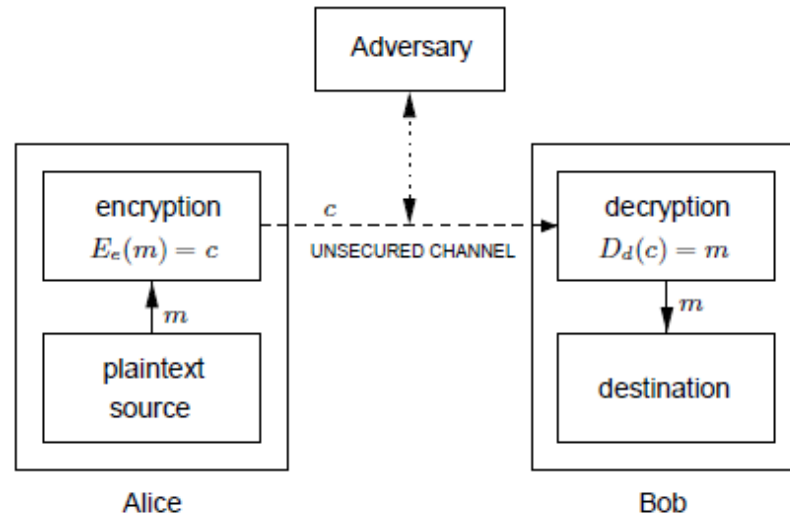 Adversary
encryption
E_e(m) = c
c
UNSECURED CHANNEL
decryption
D_d(c) = m
m
m
plaintext
source
destination
Alice
Bob